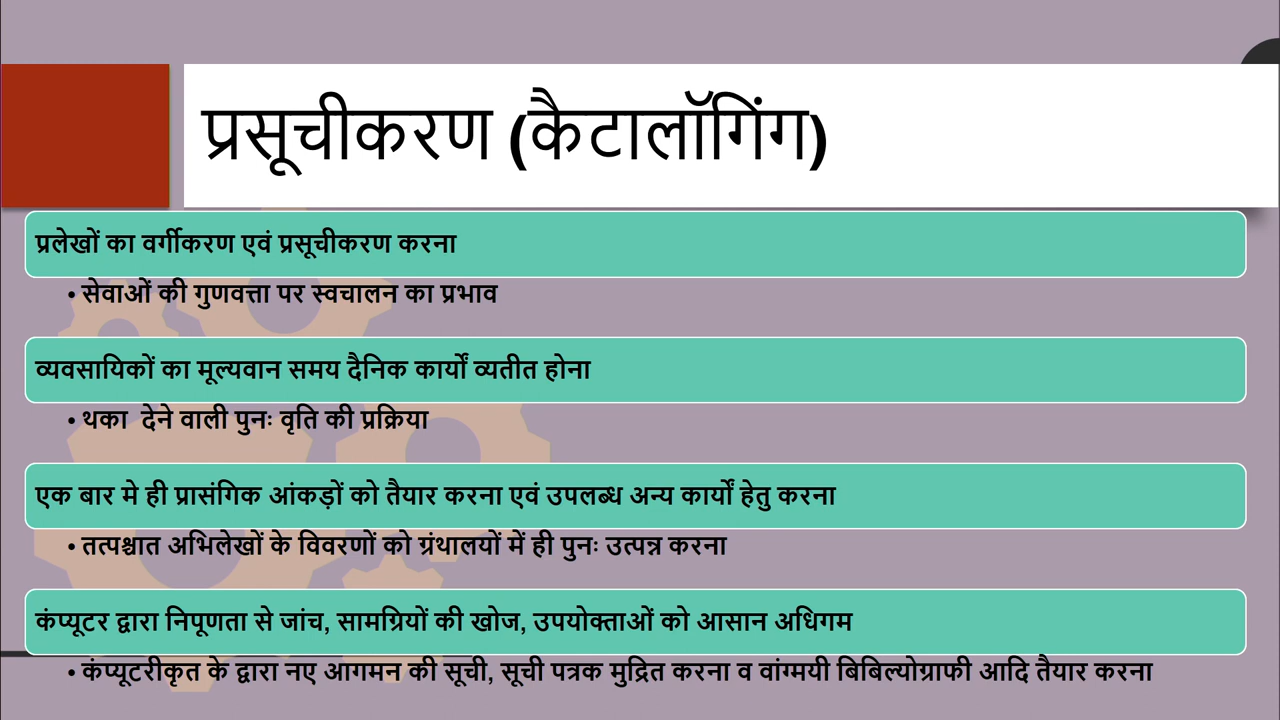 प्रसूचीकरण (कैटालॉगिंग)
प्रलेखों का वर्गीकरण एवं प्रसूचीकरण करना
• सेवाओं की गुणवत्ता पर स्वचालन का प्रभाव
व्यवसायिकों का मूल्यवान समय दैनिक कार्यों व्यतीत होना
• थका देने वाली पुनः वृति की प्रक्रिया
एक बार मे ही प्रासंगिक आंकड़ों को तैयार करना एवं उपलब्ध अन्य कार्यों हेतु करना
• तत्पश्चात अभिलेखों के विवरणों को ग्रंथालयों में ही पुनः उत्पन्न करना
कंप्यूटर द्वारा निपूणता से जांच, सामग्रियों की खोज, उपयोक्ताओं को आसान अधिगम
• कंप्यूटरीकृत के द्वारा नए आगमन की सूची, सूची पत्रक मुद्रित करना व वांग्मयी बिबिल्योग्राफी आदि तैयार करना